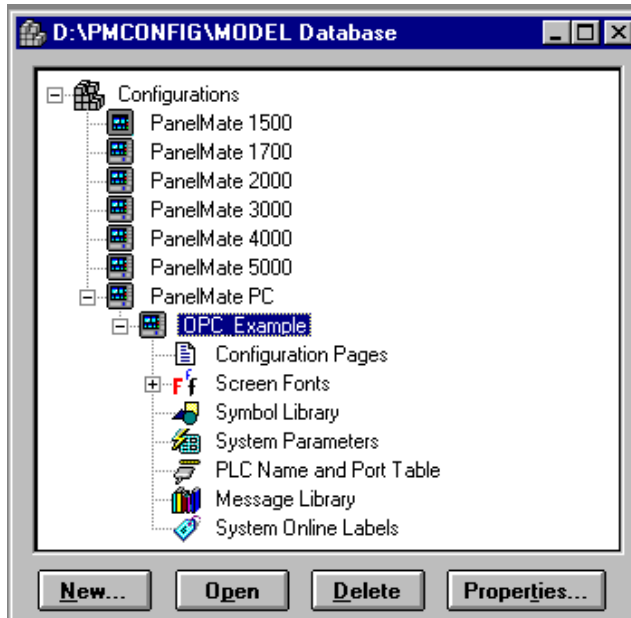 D:\PMCONFIG\MODEL Database
Configurations
PanelMate 1500
PanelMate 1700
PanelMate 2000
PanelMate 3000
PanelMate 4000
PanelMate 5000
PanelMate PC
OPC_Example
Configuration Pages
Screen Fonts
Symbol Library
System Parameters
PLC Name and Port Table
Message Library
System Online Labels
New... Open Delete Properties...